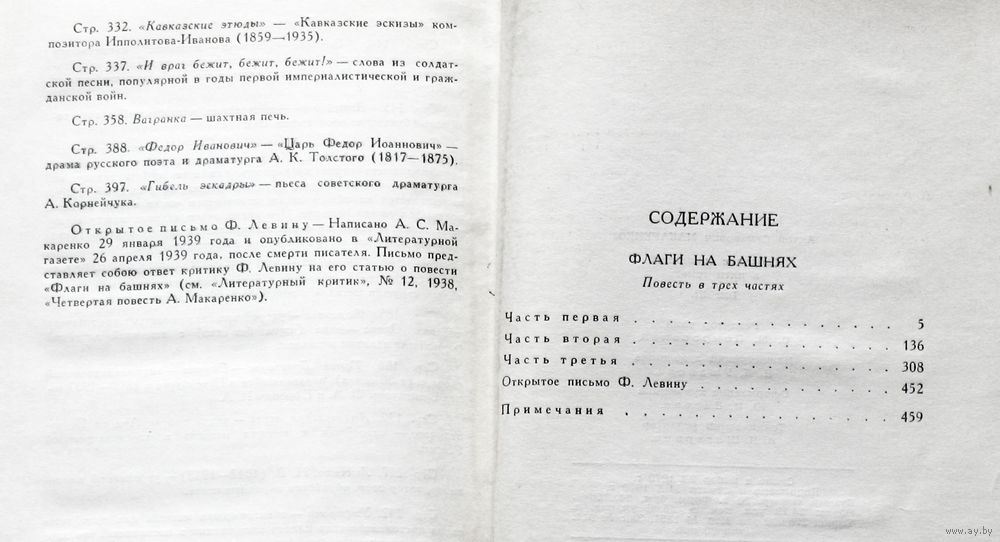 Стр. 332. «Кавказские этюды» — «Кавказские эскизы» ком-
позитора Ипполитова-Иванова (1859—1935).
Стр. 337. «И враг бежит, бежит, бежит!» — слова из солдат-
ской песни, популярной в годы первой империалистической и граж-
данской войн.
Стр. 358. Вагранка — шахтная печь.
Стр. 388. «Федор Иванович» — «Царь Федор Иоаннович» —
драма русского поэта и драматурга А. К. Толстого (1817—1875).
Стр. 397. «Гибель эскадры» — пьеса советского драматурга
А. Корнейчука.
Открытое письмо Ф. Левину — Написано А. С. Ма-
каренко 29 января 1939 года и опубликовано в «Литературной
газете» 26 апреля 1939 года, после смерти писателя. Письмо пред-
ставляет собою ответ критику Ф. Левину на его статью о повести
«Флаги на башнях» (см. «Литературный критик», № 12, 1938,
«Четвертая повесть А. Макаренко»).
СОДЕРЖАНИЕ
ФЛАГИ НА БАШНЯХ
Повесть в трех частях
Часть первая . . . . . . . . . . . . . . . . 5
Часть вторая . . . . . . . . . . . . . . . . 136
Часть третья . . . . . . . . . . . . . . . . 308
Открытое письмо Ф. Левину . . . . . . . . . . . 452
Примечания . . . . . . . . . . . . . . . . 459
www.ay.by